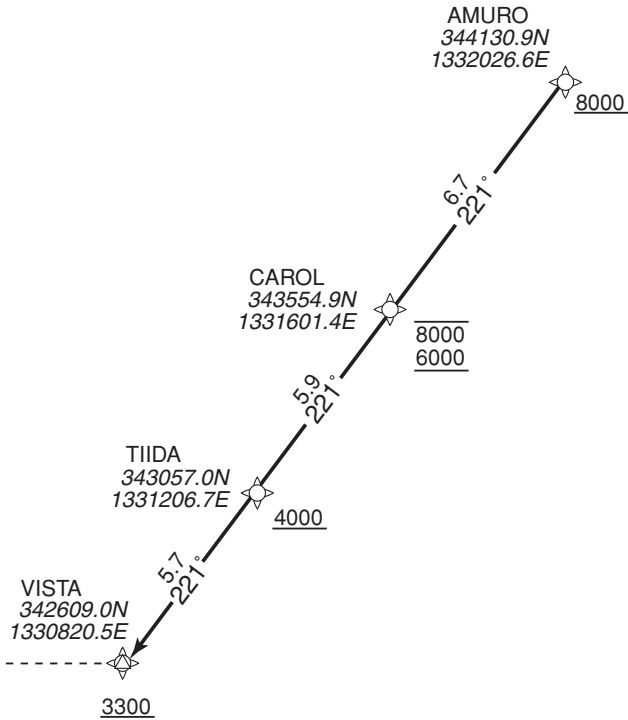 AMURO
344130.9N
1332026.6E
8000
6.7
221°
CAROL
343554.9N
1331601.4E
8000
6000
5.9
221°
TIIDA
343057.0N
1331206.7E
4000
5.7
221°
VISTA
342609.0N
1330820.5E
3300